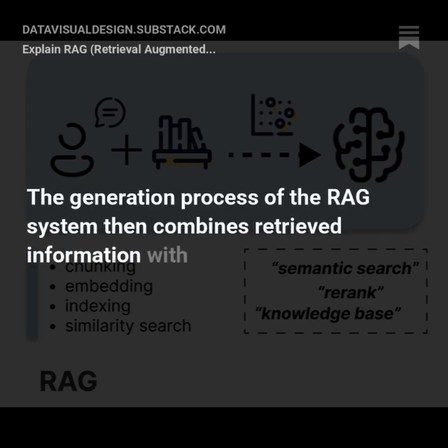 DATAVISUALDESIGN.SUBSTACK.COM
Explain RAG (Retrieval Augmented...
The generation process of the RAG
system then combines retrieved
information with
• chunking
• embedding
• indexing
• similarity search
“semantic search”
“rerank”
“knowledge base”
RAG